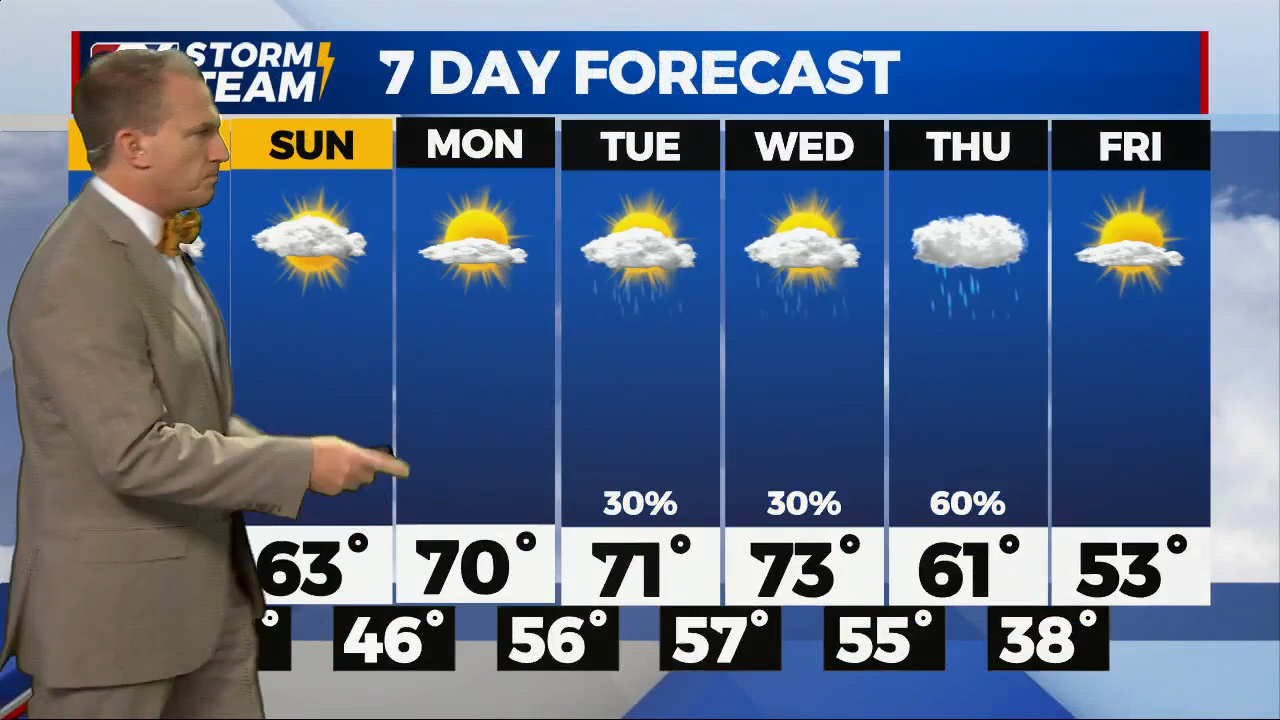 STORM
TEAM
7 DAY FORECAST
SUN MON TUE WED THU FRI
30% 30% 60%
63° 70° 71° 73° 61° 53°
° 46° 56° 57° 55° 38°